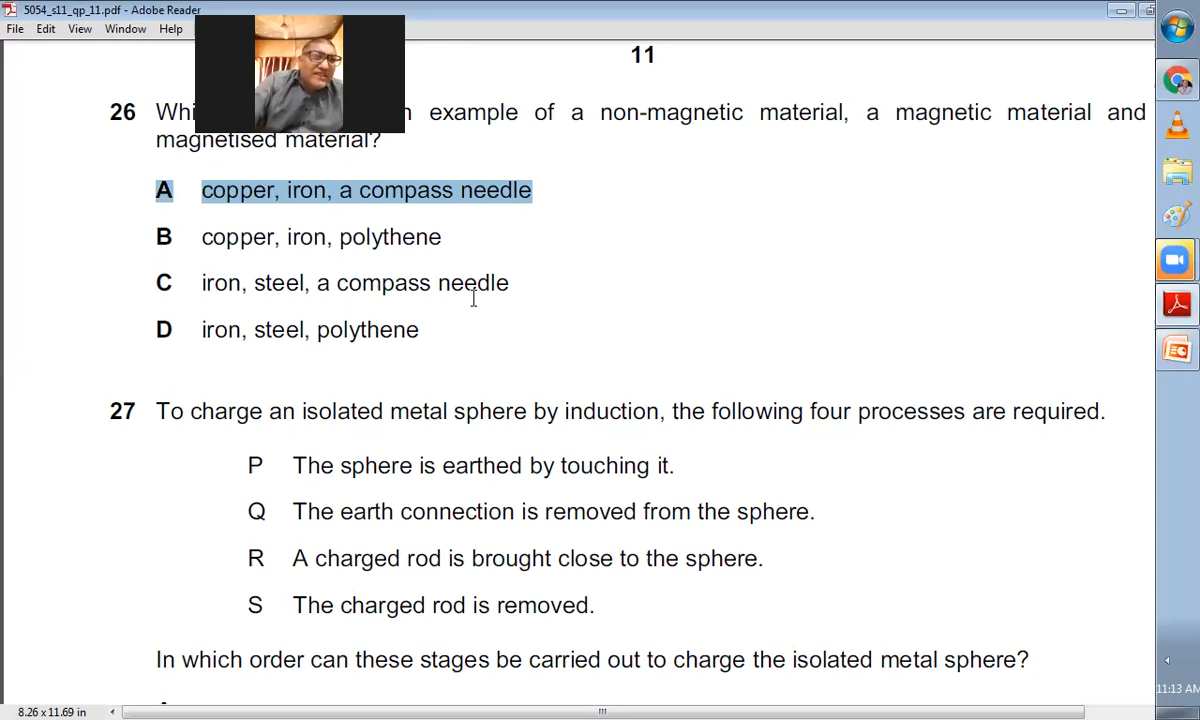 5054_s11_qp_11.pdf - Adobe Reader
File Edit View Window Help
11
26 Whi example of a non-magnetic material, a magnetic material and
magnetised material?
A copper, iron, a compass needle
B copper, iron, polythene
C iron, steel, a compass needle
D iron, steel, polythene
27 To charge an isolated metal sphere by induction, the following four processes are required.
P The sphere is earthed by touching it.
Q The earth connection is removed from the sphere.
R A charged rod is brought close to the sphere.
S The charged rod is removed.
In which order can these stages be carried out to charge the isolated metal sphere?
8.26 x 11.69 in
11:13 AM